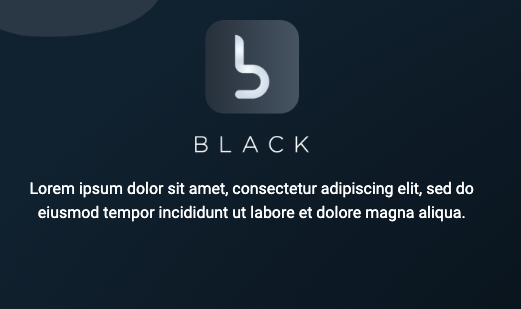 b
BLACK
Lorem ipsum dolor sit amet, consectetur adipiscing elit, sed do
eiusmod tempor incididunt ut labore et dolore magna aliqua.